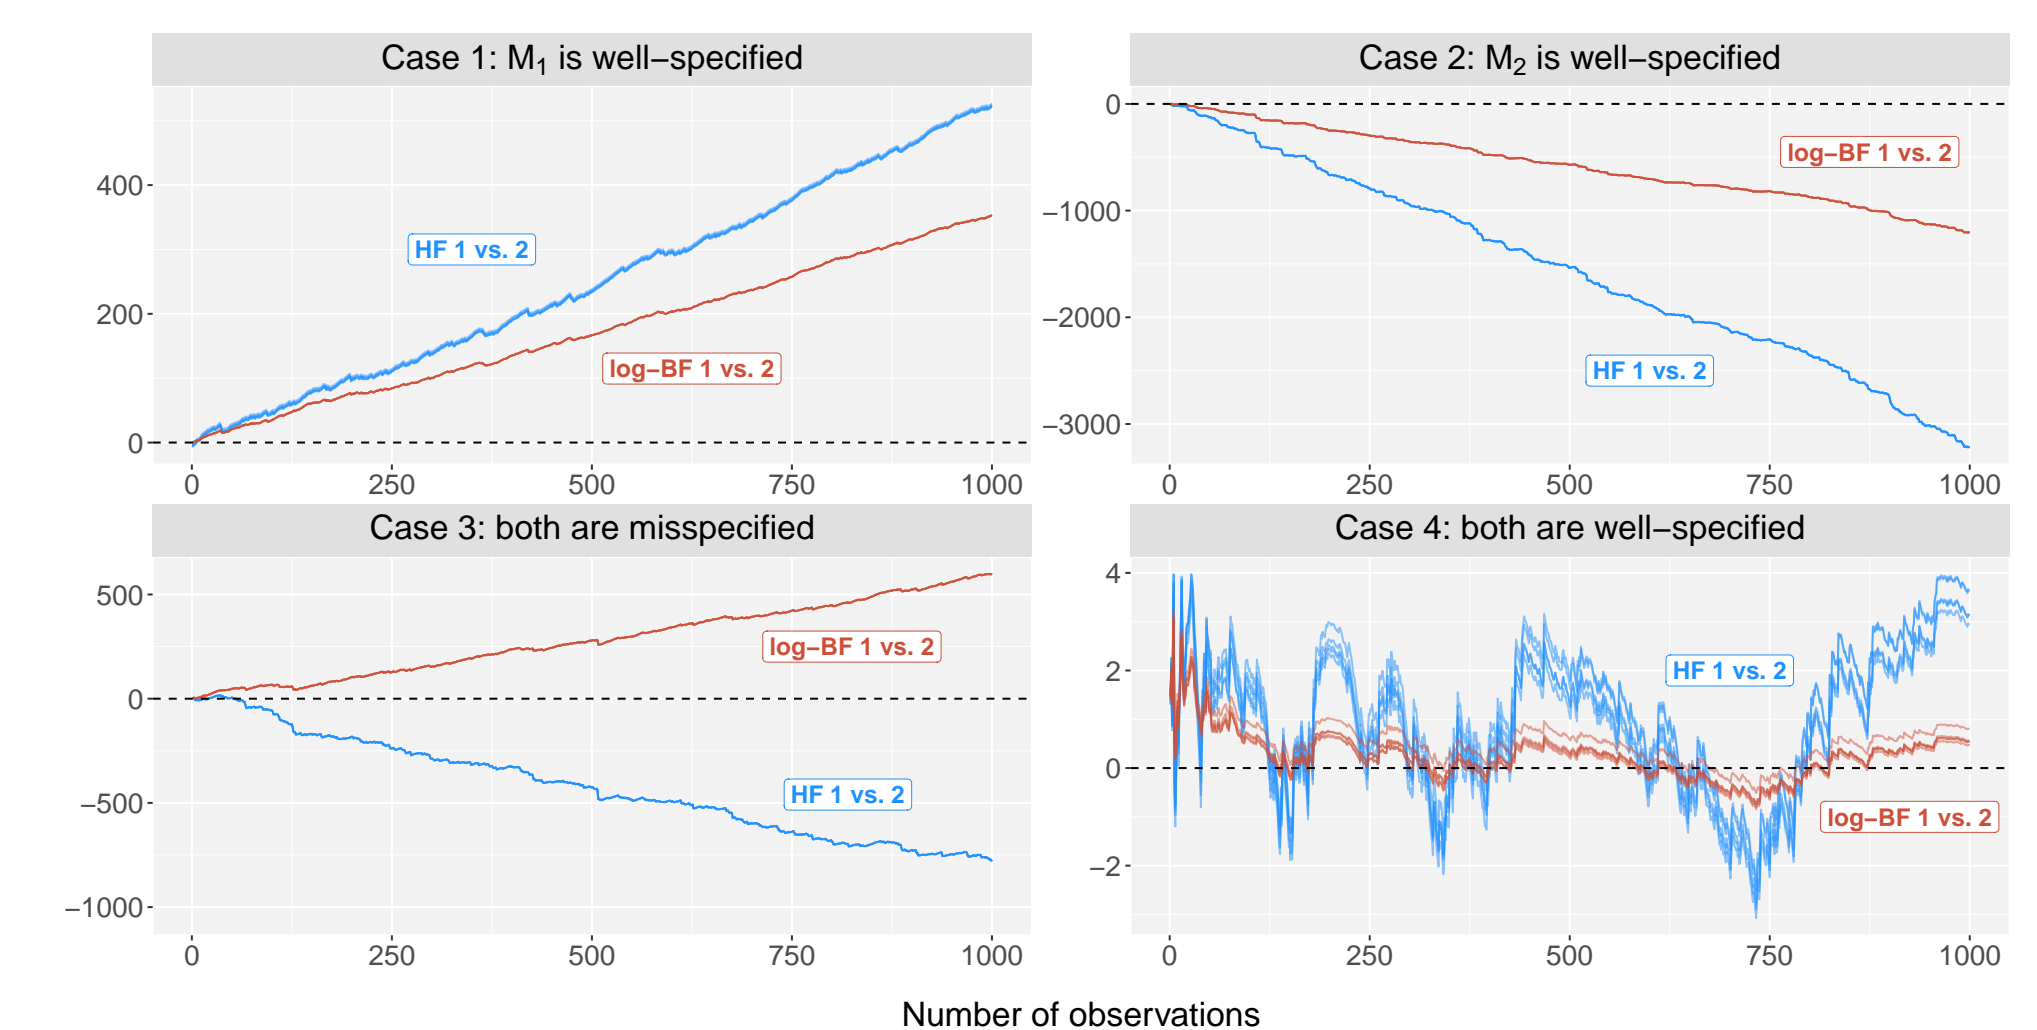 Case 1: M1 is well−specified
400
200
0
HF 1 vs. 2
log−BF 1 vs. 2
0
250
500
750
1000
Case 2: M2 is well−specified
0
−1000
−2000
−3000
log−BF 1 vs. 2
HF 1 vs. 2
0
250
500
750
1000
Case 3: both are misspecified
500
0
−500
−1000
log−BF 1 vs. 2
HF 1 vs. 2
0
250
500
750
1000
Case 4: both are well−specified
4
2
0
−2
HF 1 vs. 2
log−BF 1 vs. 2
0
250
500
750
1000
Number of observations